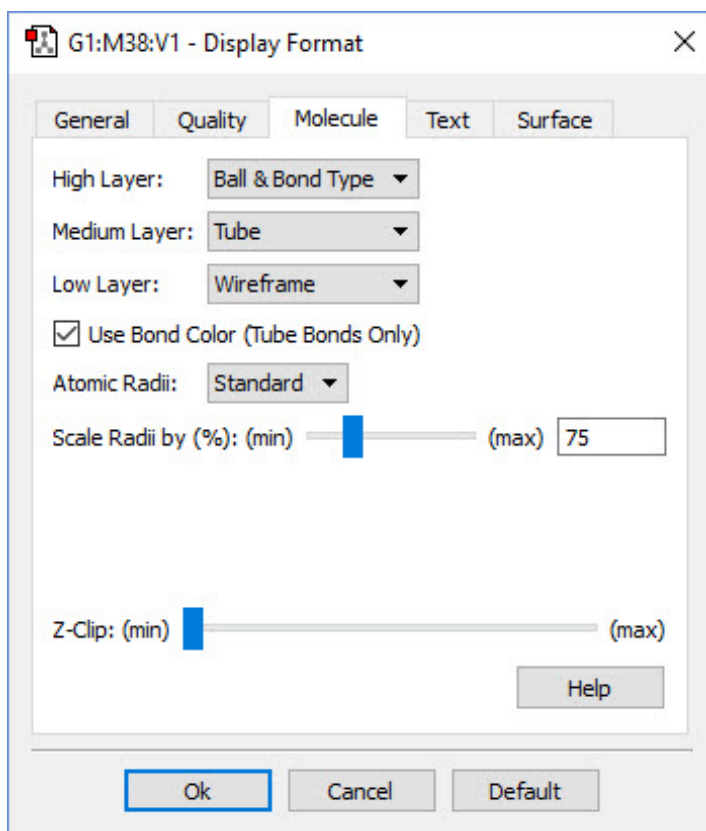 G1:M38:V1 - Display Format
General Quality Molecule Text Surface
High Layer: Ball & Bond Type
Medium Layer: Tube
Low Layer: Wireframe
Use Bond Color (Tube Bonds Only)
Atomic Radii: Standard
Scale Radii by (%): (min) (max) 75
Z-Clip: (min) (max)
Help
Ok Cancel Default